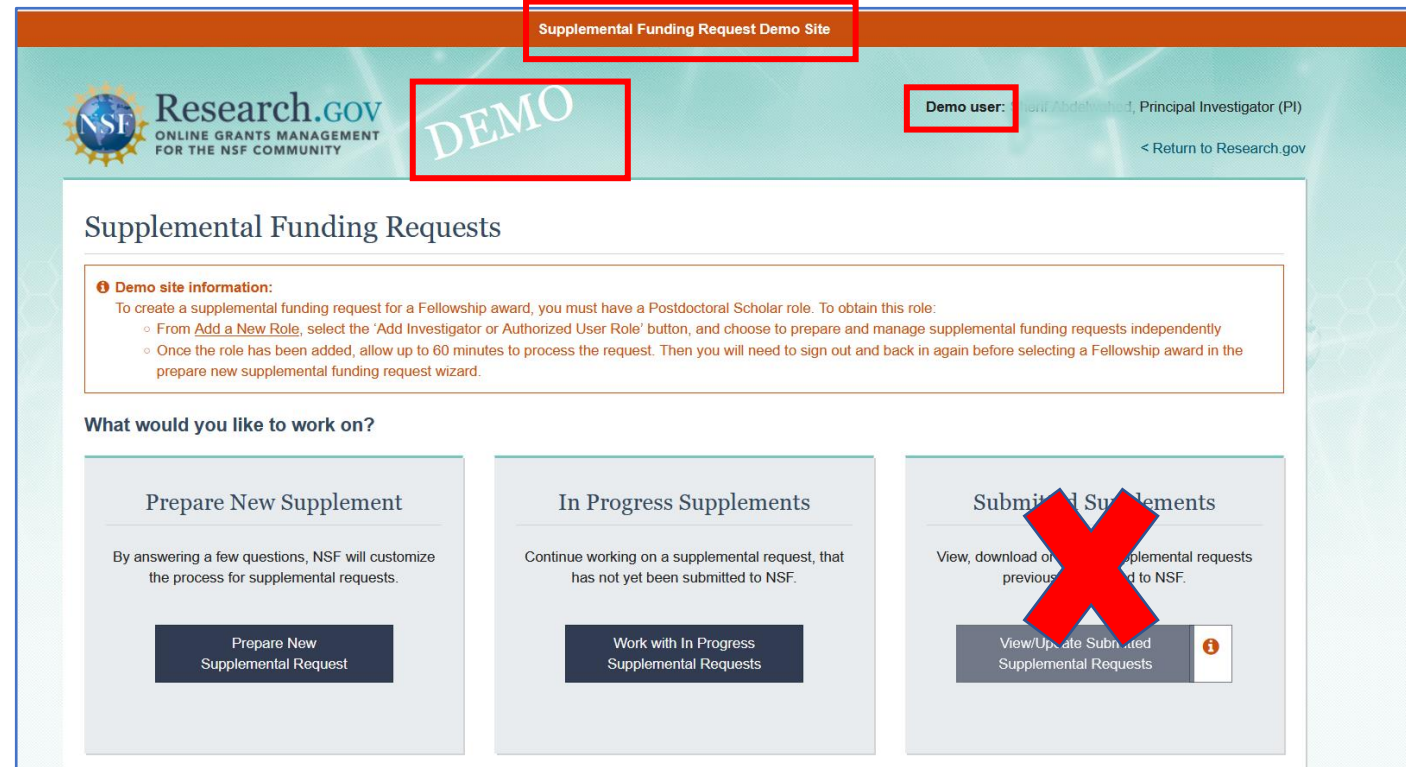 Supplemental Funding Request Demo Site
NSF
Research.gov
ONLINE GRANTS MANAGEMENT
FOR THE NSF COMMUNITY
DEMO
Demo user: , Principal Investigator (PI)
< Return to Research.gov
Supplemental Funding Requests
Demo site information:
To create a supplemental funding request for a Fellowship award, you must have a Postdoctoral Scholar role. To obtain this role:
From Add a New Role, select the ‘Add Investigator or Authorized User Role’ button, and choose to prepare and manage supplemental funding requests independently
Once the role has been added, allow up to 60 minutes to process the request. Then you will need to sign out and back in again before selecting a Fellowship award in the
prepare new supplemental funding request wizard.
What would you like to work on?
Prepare New Supplement
By answering a few questions, NSF will customize
the process for supplemental requests.
Prepare New
Supplemental Request
In Progress Supplements
Continue working on a supplemental request, that
has not yet been submitted to NSF.
Work with In Progress
Supplemental Requests
Submitted Supplements
View, download or supplemental requests
to NSF.
View/Update Submitted
Supplemental Requests